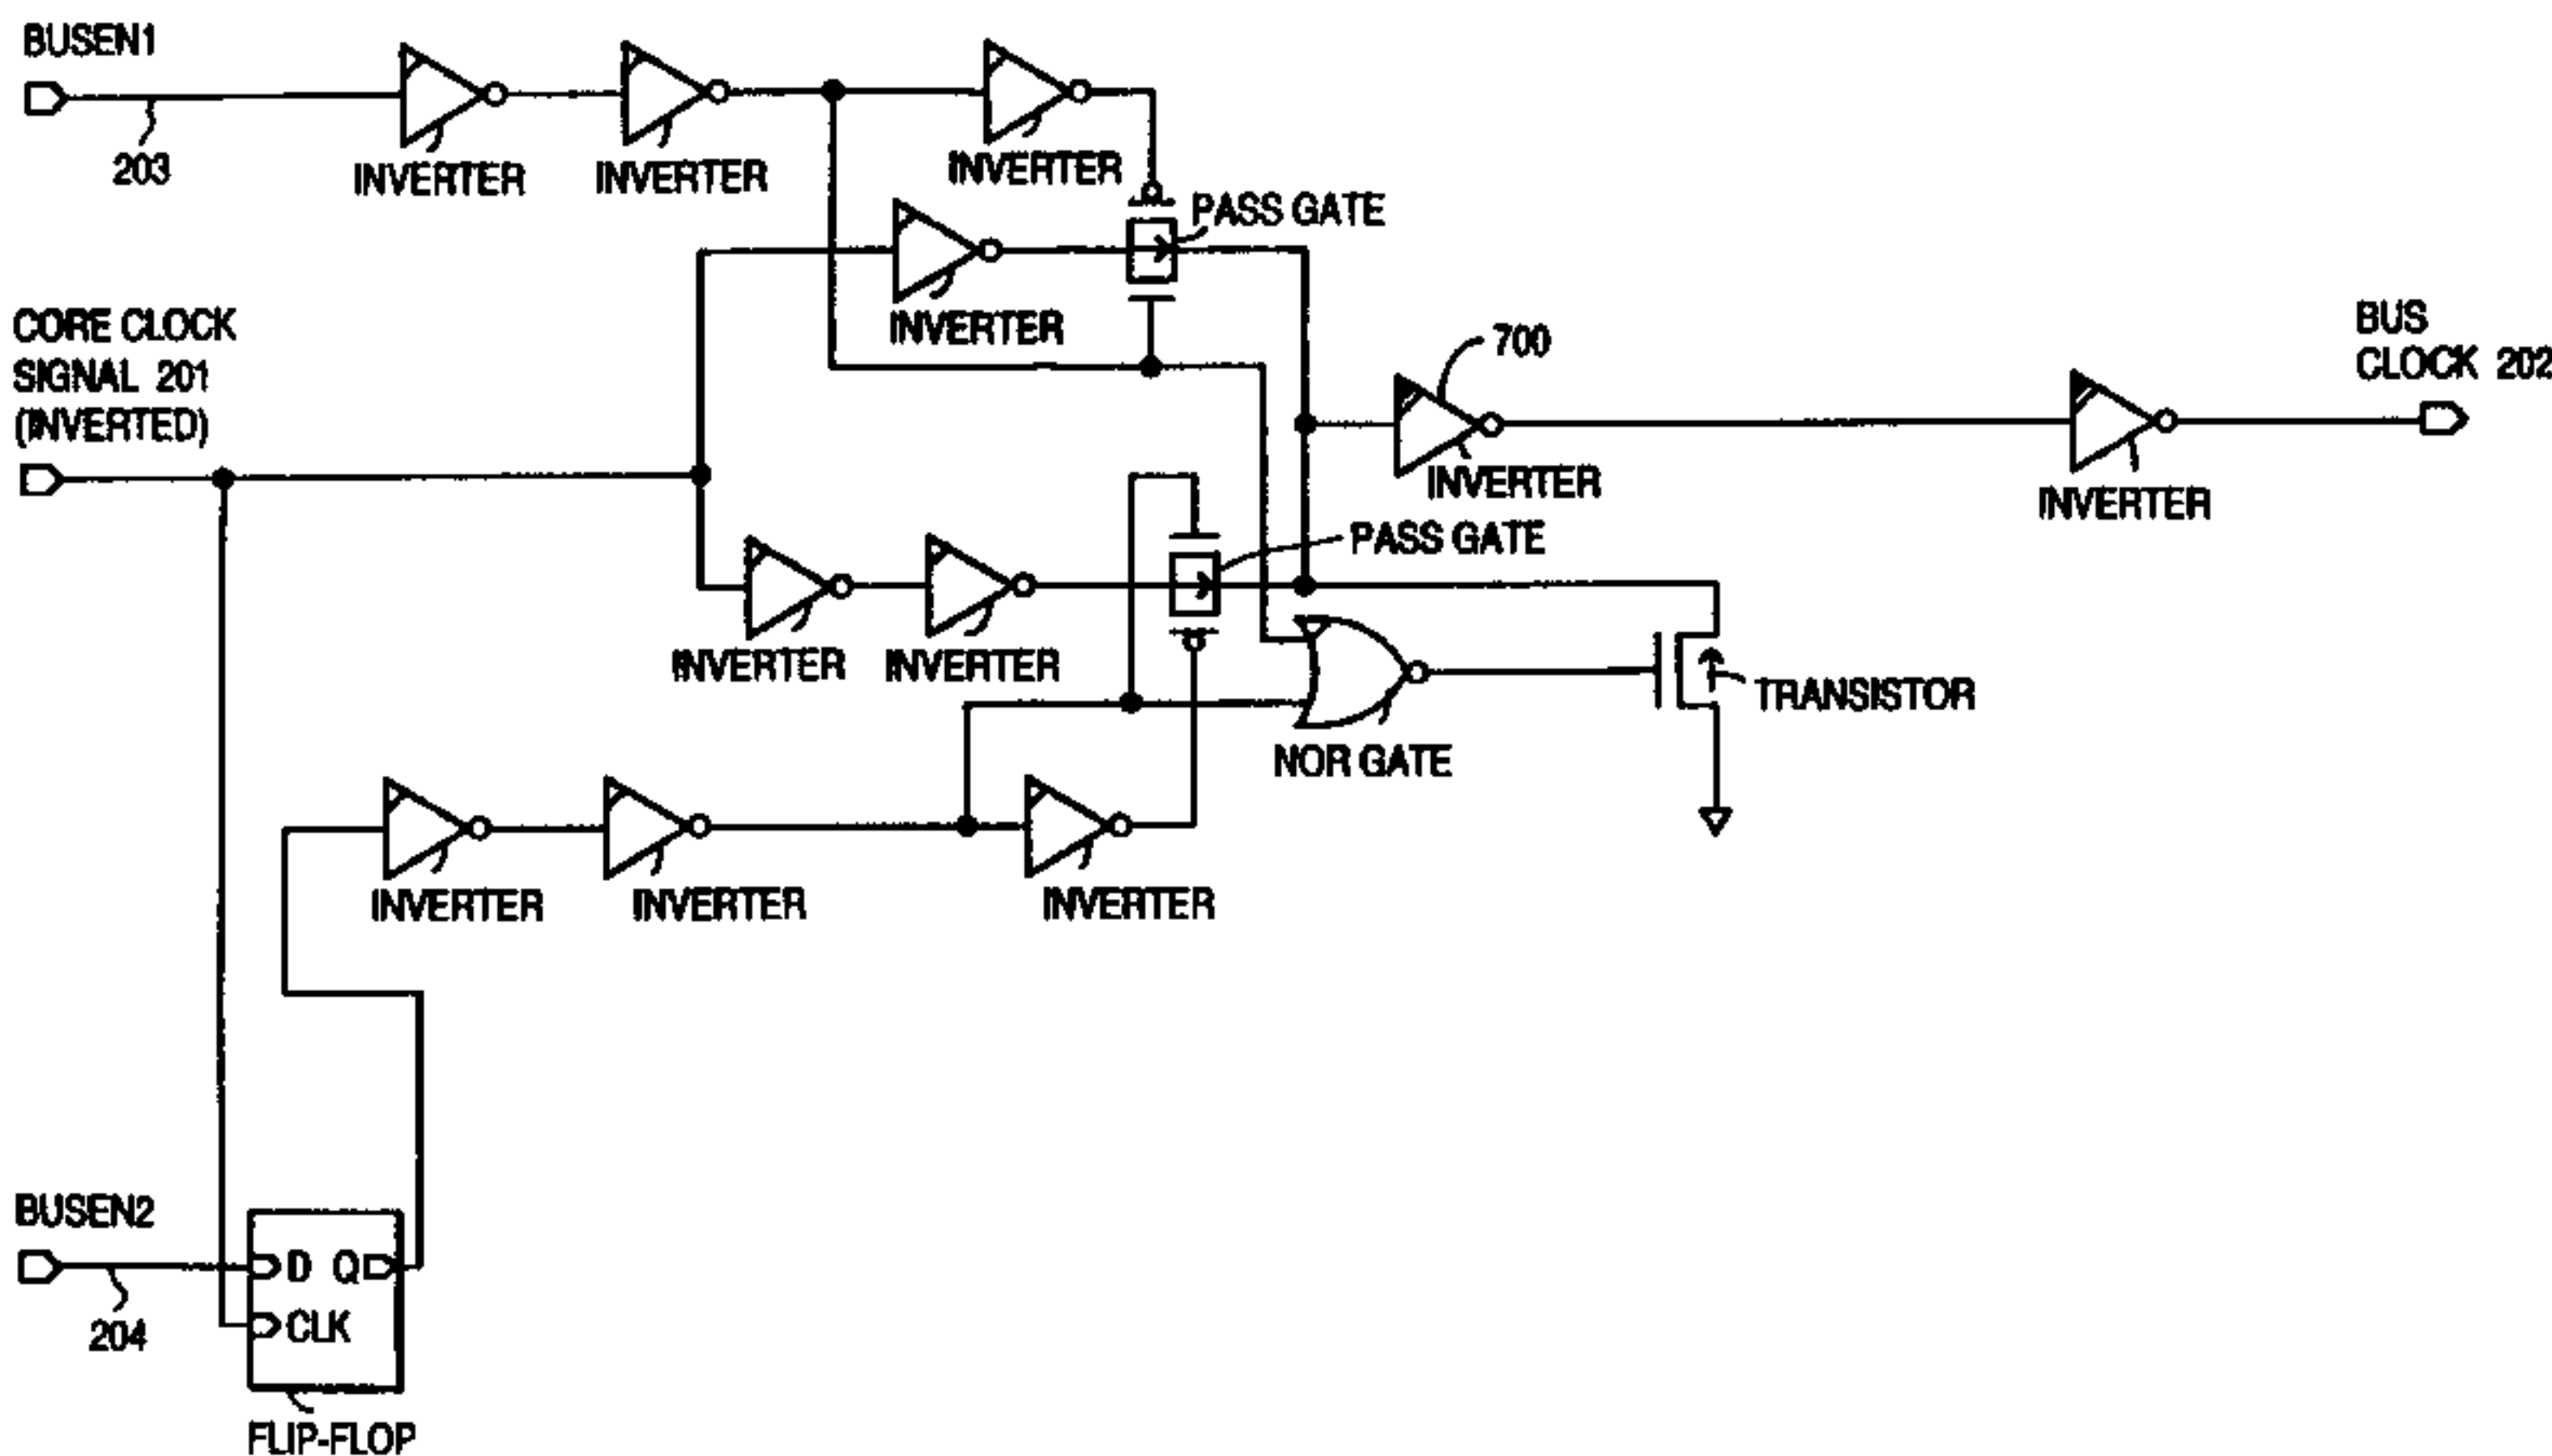 BUSEN1
203
INVERTER
INVERTER
INVERTER
PASS GATE
INVERTER
CORE CLOCK
SIGNAL 201
(INVERTED)
700
INVERTER
BUS
CLOCK 202
INVERTER
PASS GATE
INVERTER
INVERTER
TRANSISTOR
NOR GATE
INVERTER
INVERTER
INVERTER
BUSEN2
D Q
CLK
204
FLIP-FLOP